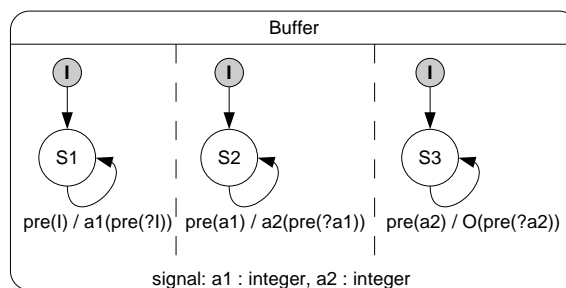 Buffer
I I I
S1 S2 S3
pre(I) / a1(pre(?I)) pre(a1) / a2(pre(?a1)) pre(a2) / O(pre(?a2))
signal: a1 : integer, a2 : integer